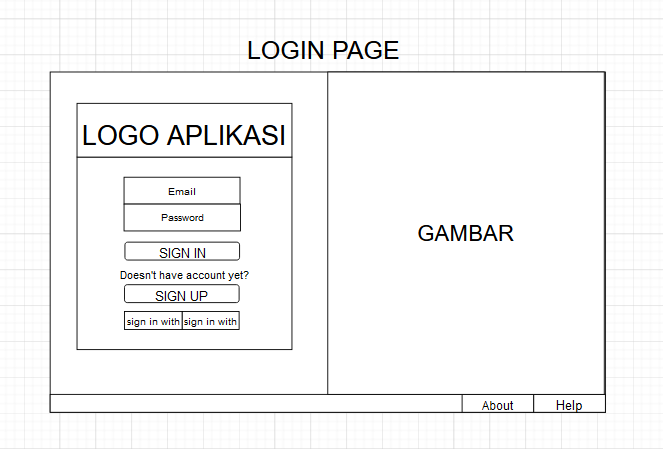 LOGIN PAGE
LOGO APLIKASI
Email
Password
SIGN IN
Doesn't have account yet?
SIGN UP
sign in with sign in with
GAMBAR
About Help